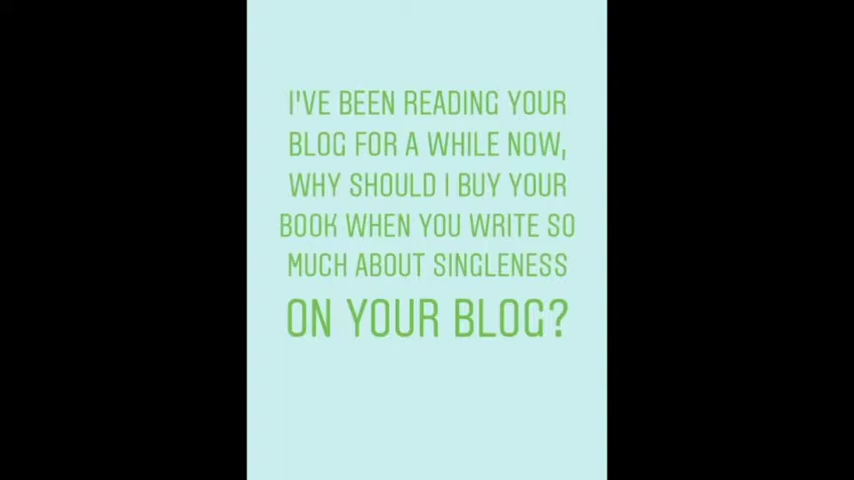 I'VE BEEN READING YOUR
BLOG FOR A WHILE NOW,
WHY SHOULD I BUY YOUR
BOOK WHEN YOU WRITE SO
MUCH ABOUT SINGLENESS
ON YOUR BLOG?